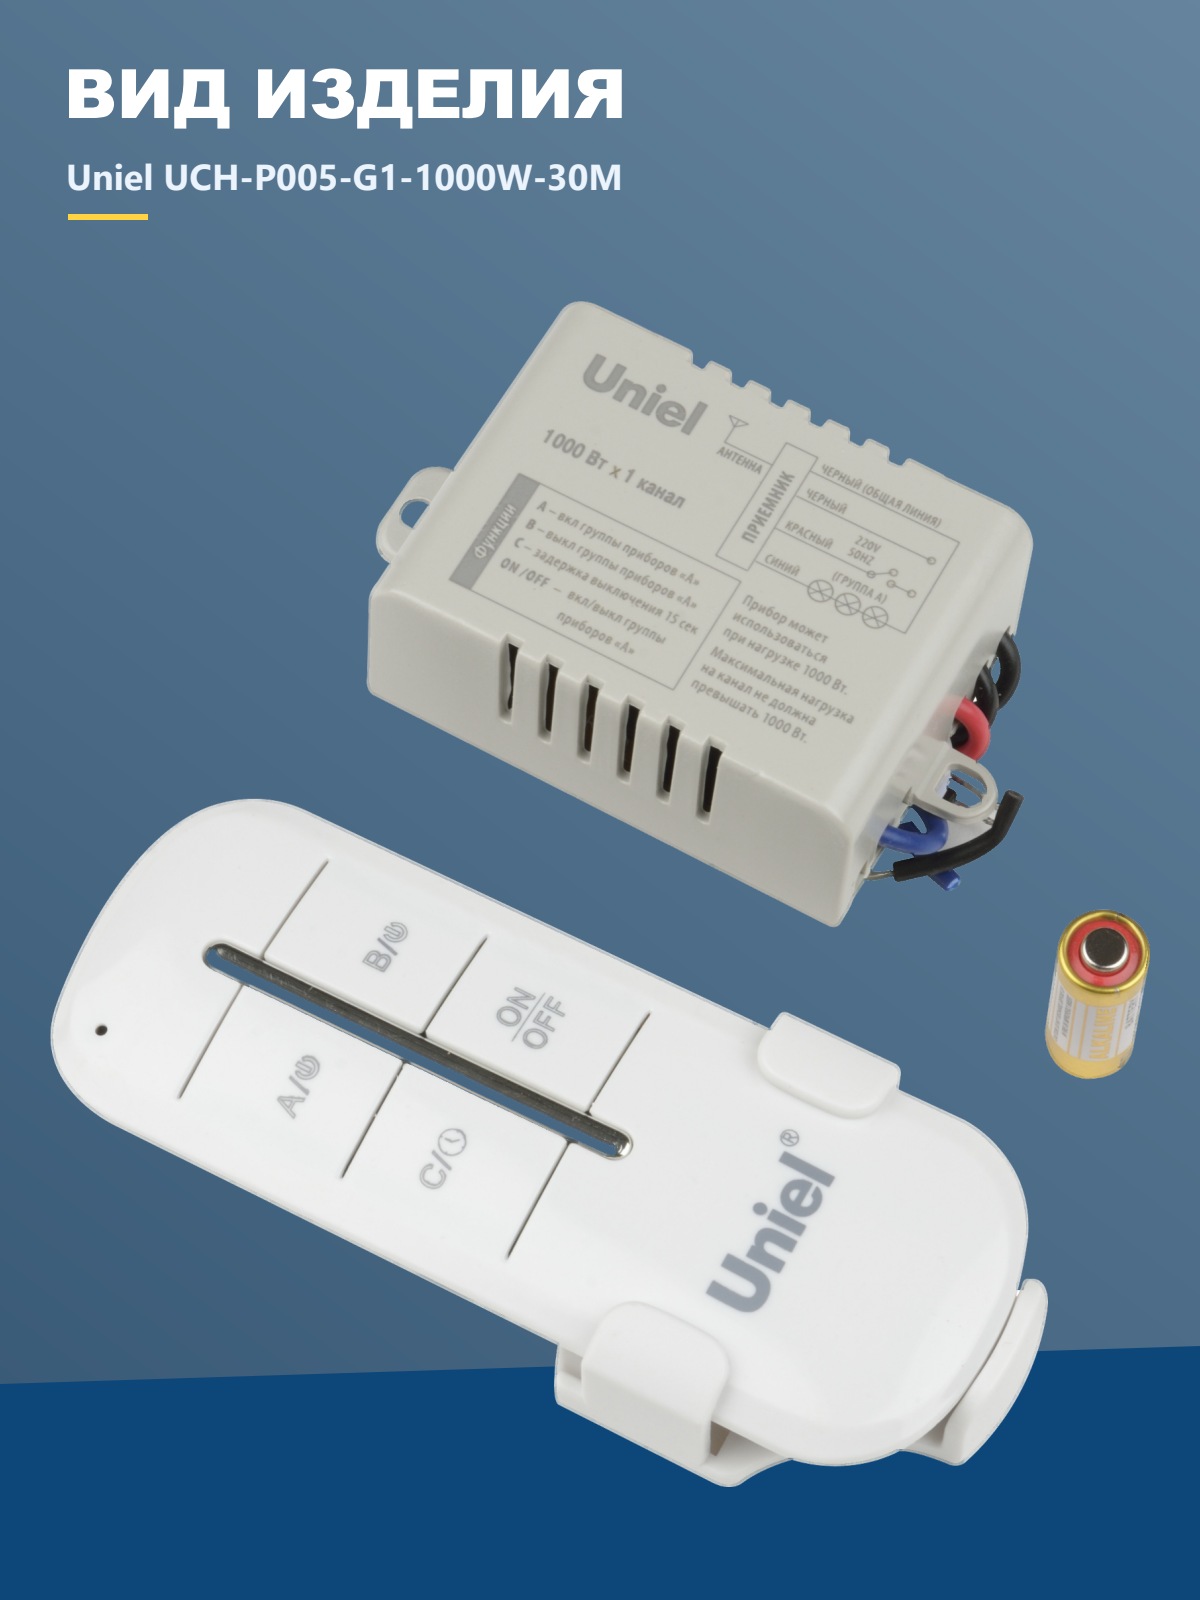 ВИД ИЗДЕЛИЯ
Uniel UCH-P005-G1-1000W-30M
Uniel
1000 Вт x 1 канал
АНТЕННА
ПРИЕМНИК
ЧЕРНЫЙ (ОБЩАЯ ЛИНИЯ)
ЧЕРНЫЙ
220V
50HZ
КРАСНЫЙ
(ГРУППА А)
СИНИЙ
Функции
А – вкл группы приборов «А»
В – выкл группы приборов «А»
С – задержка выключения 15 сек
ON /OFF – вкл/выкл группы
приборов «А»
Прибор может
использоваться
при нагрузке 1000 Вт.
Максимальная нагрузка
на канал не должна
превышать 1000 Вт.
B/
ON
OFF
A/
C/
Uniel®
ALKALINE